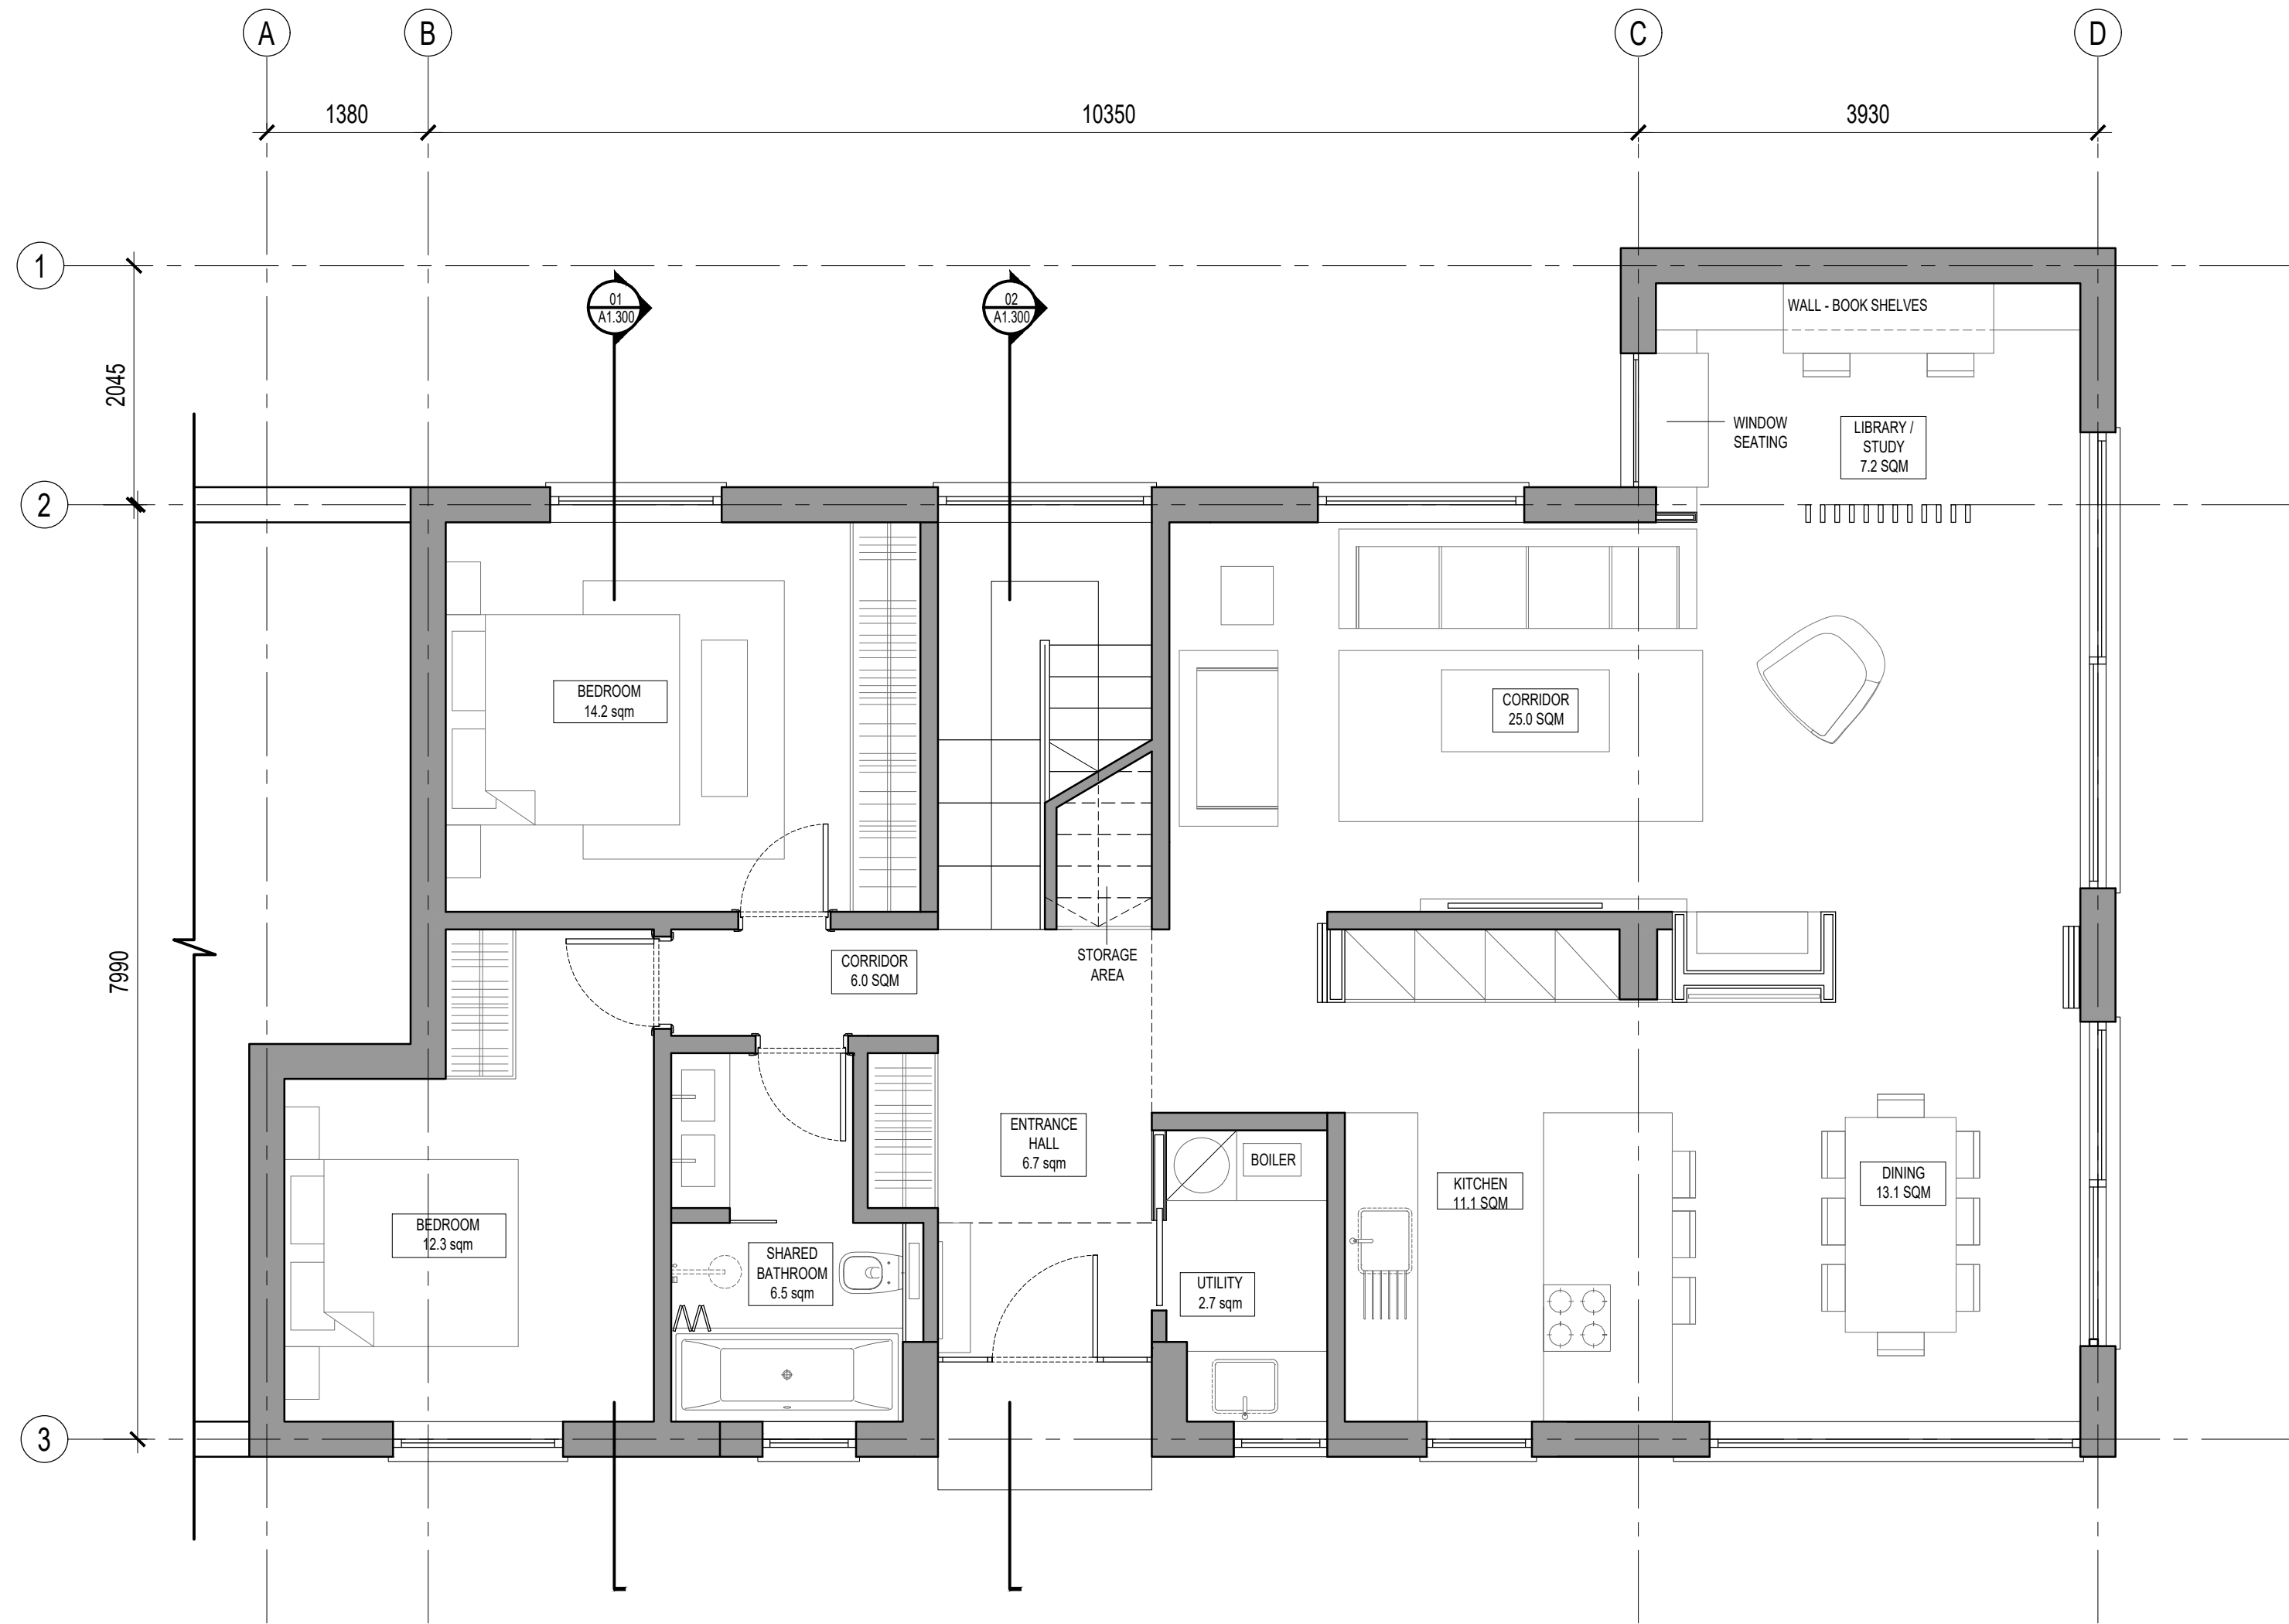 A
B
C
D
1380
10350
3930
1
2045
2
7990
3
01
A1.300
02
A1.300
WALL - BOOK SHELVES
WINDOW
SEATING
LIBRARY /
STUDY
7.2 SQM
BEDROOM
14.2 sqm
CORRIDOR
25.0 SQM
CORRIDOR
6.0 SQM
STORAGE
AREA
ENTRANCE
HALL
6.7 sqm
BOILER
KITCHEN
11.1 SQM
DINING
13.1 SQM
BEDROOM
12.3 sqm
SHARED
BATHROOM
6.5 sqm
UTILITY
2.7 sqm